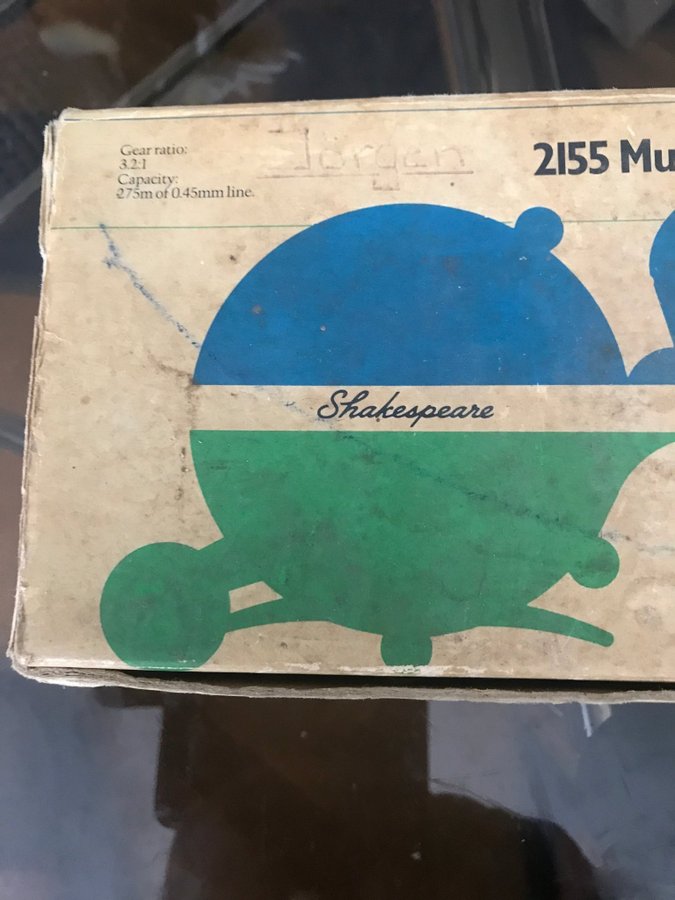 Gear ratio:
3.2:1
Capacity:
275m of 0.45mm line.
Jörgen
2155 Mu
Shakespeare